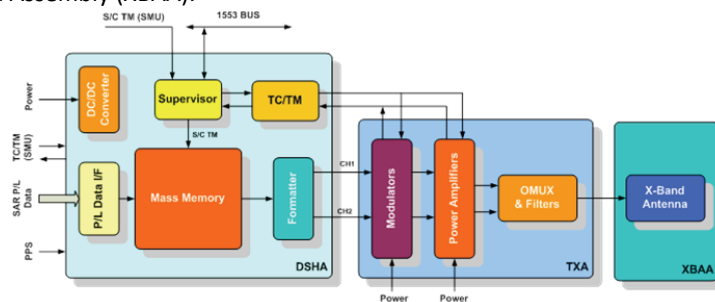 Assembly (XBAA).
S/C TM (SMU)
1553 BUS
DC/DC
Converter
Supervisor
TC/TM
Power
S/C TM
TC/TM
(SMU)
SAR P/L
Data
P/L Data I/F
Mass Memory
Formatter
CH1
CH2
Modulators
Power Amplifiers
OMUX
& Filters
X-Band
Antenna
PPS
DSHA
TXA
XBAA
Power
Power